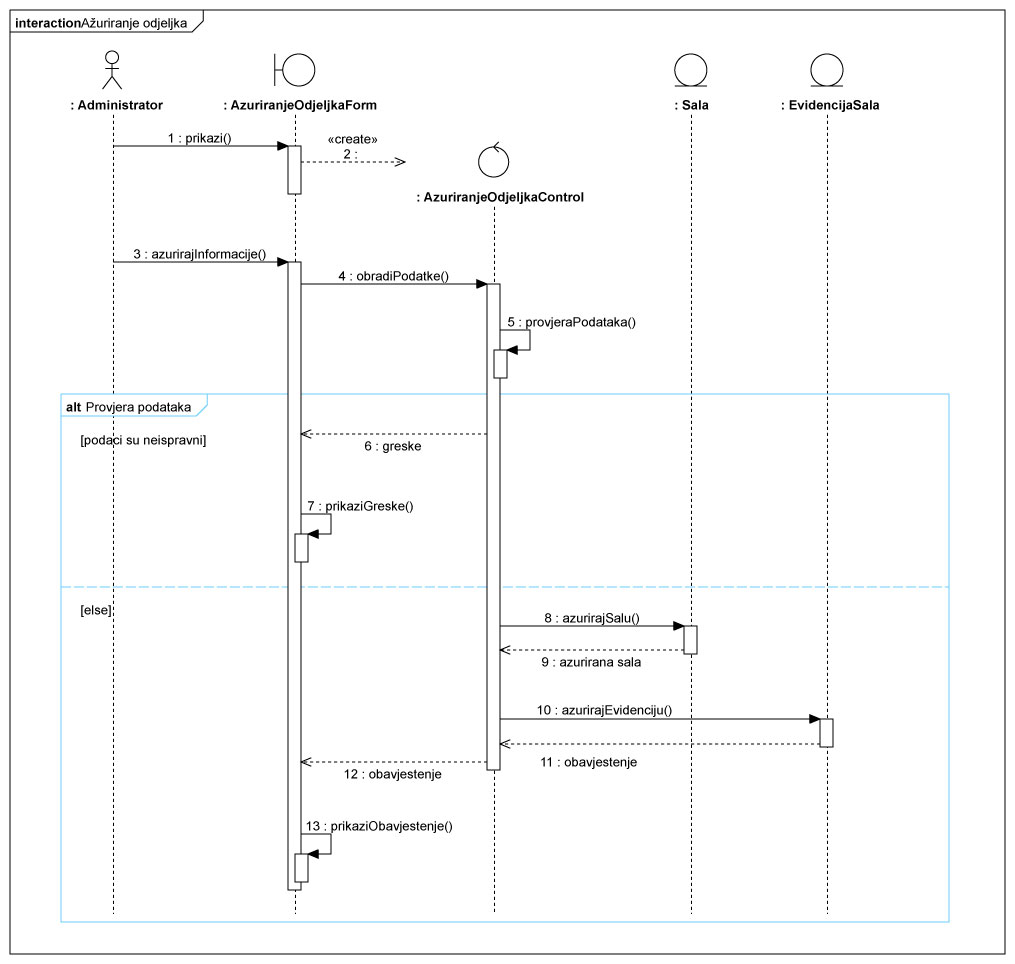 interactionAžuriranje odjeljka
: Administrator
: AzuriranjeOdjeljkaForm
: Sala
: EvidencijaSala
1 : prikazi()
«create»
2 :
: AzuriranjeOdjeljkaControl
3 : azurirajInformacije()
4 : obradiPodatke()
5 : provjeraPodataka()
alt Provjera podataka
[podaci su neispravni]
6 : greske
7 : prikaziGreske()
[else]
8 : azurirajSalu()
9 : azurirana sala
10 : azurirajEvidenciju()
11 : obavjestenje
12 : obavjestenje
13 : prikaziObavjestenje()